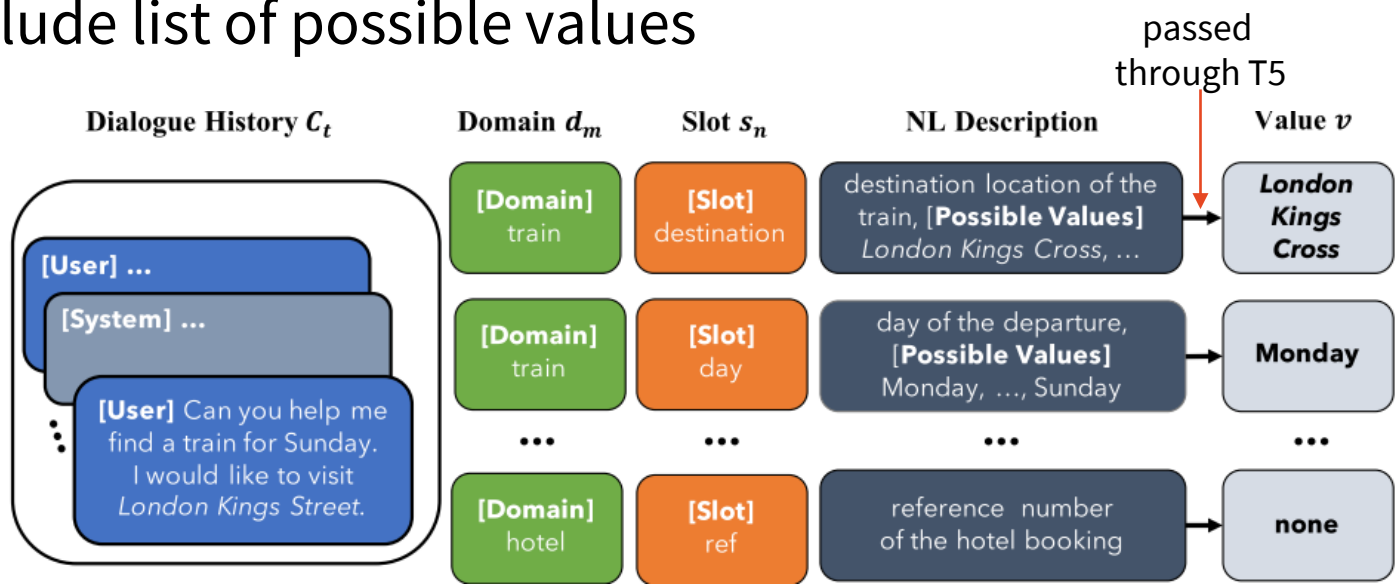 lude list of possible values
passed
through T5
Dialogue History Cₜ
Domain dₘ
Slot sₙ
NL Description
Value v
[User] ...
[System] ...
[User] Can you help me
find a train for Sunday.
I would like to visit
London Kings Street.
[Domain]
train
[Slot]
destination
destination location of the
train, [Possible Values]
London Kings Cross, ...
London
Kings
Cross
[Domain]
train
[Slot]
day
day of the departure,
[Possible Values]
Monday, ..., Sunday
Monday
... ... ... ...
[Domain]
hotel
[Slot]
ref
reference number
of the hotel booking
none